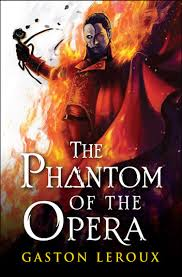 THE
PHANTOM
OF THE
OPERA
GASTON LEROUX